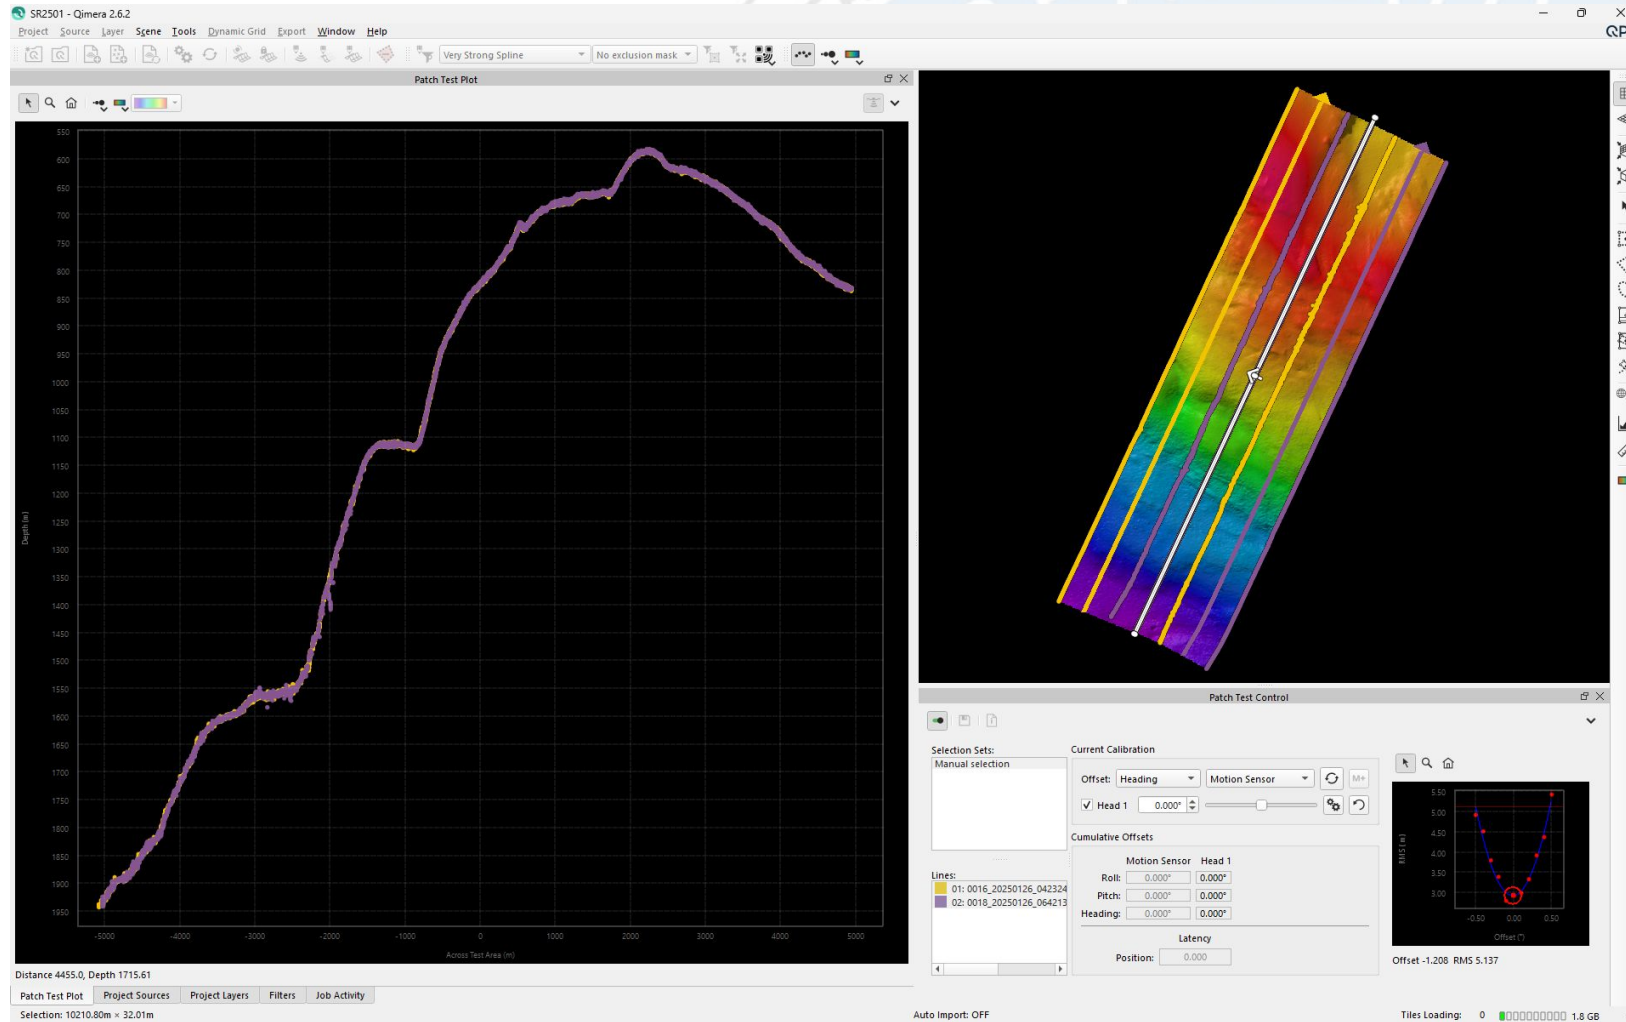 SR2501 - Qimera 2.6.2
Project Source Layer Scene Tools Dynamic Grid Export Window Help
QP
Very Strong Spline No exclusion mask
Patch Test Plot
550
600
650
700
750
800
850
900
950
1000
1050
1100
1150
1200
1250
1300
1350
1400
1450
1500
1550
1600
1650
1700
1750
1800
1850
1900
1950
Depth (m)
-5000 -4000 -3000 -2000 -1000 0 1000 2000 3000 4000 5000
Across Test Area (m)
Distance 4455.0, Depth 1715.61
Patch Test Plot Project Sources Project Layers Filters Job Activity
Selection: 10210.80m × 32.01m
Patch Test Control
Selection Sets:
Manual selection
Lines:
01: 0016_20250126_042324
02: 0018_20250126_064213
Current Calibration
Offset: Heading Motion Sensor M+
Head 1 0.000°
Cumulative Offsets
Motion Sensor Head 1
Roll: 0.000° 0.000°
Pitch: 0.000° 0.000°
Heading: 0.000° 0.000°
Latency
Position: 0.000
5.50
5.00
4.50
4.00
3.50
3.00
RMS [m]
-0.50 0.00 0.50
Offset (°)
Offset -1.208 RMS 5.137
Auto Import: OFF
Tiles Loading: 0 1.8 GB